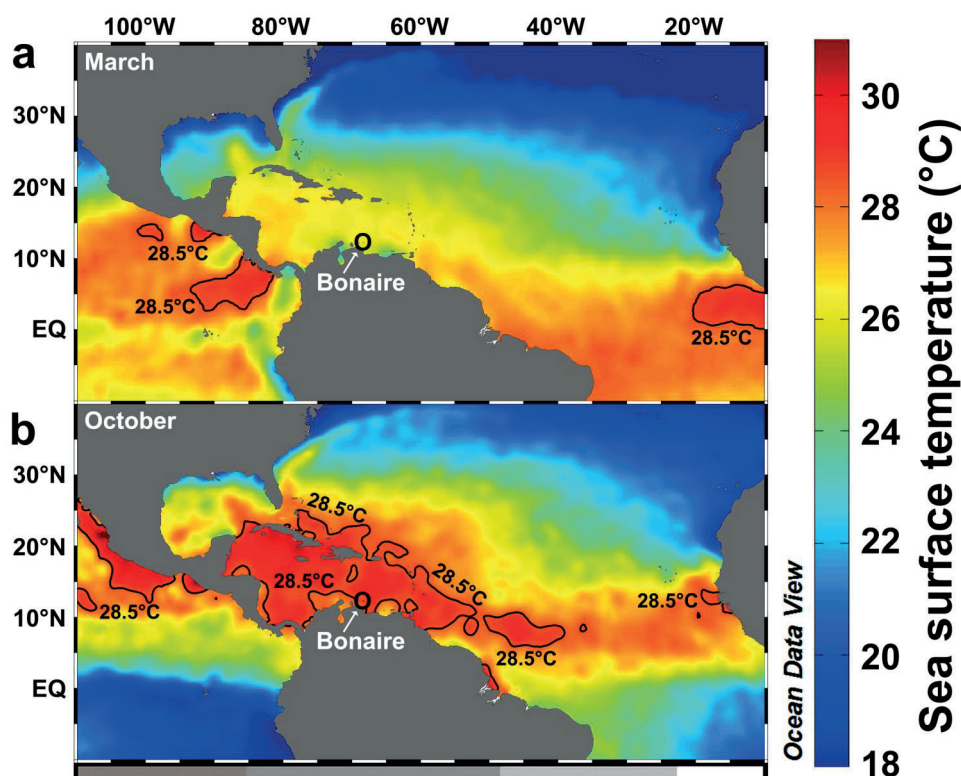 100°W 80°W 60°W 40°W 20°W
a
March
30°N
20°N
10°N
EQ
28.5°C
28.5°C
Bonaire
28.5°C
b
October
30°N
20°N
10°N
EQ
28.5°C
28.5°C
28.5°C
28.5°C
28.5°C
28.5°C
Bonaire
Ocean Data View
30
28
26
24
22
20
18
Sea surface temperature (°C)